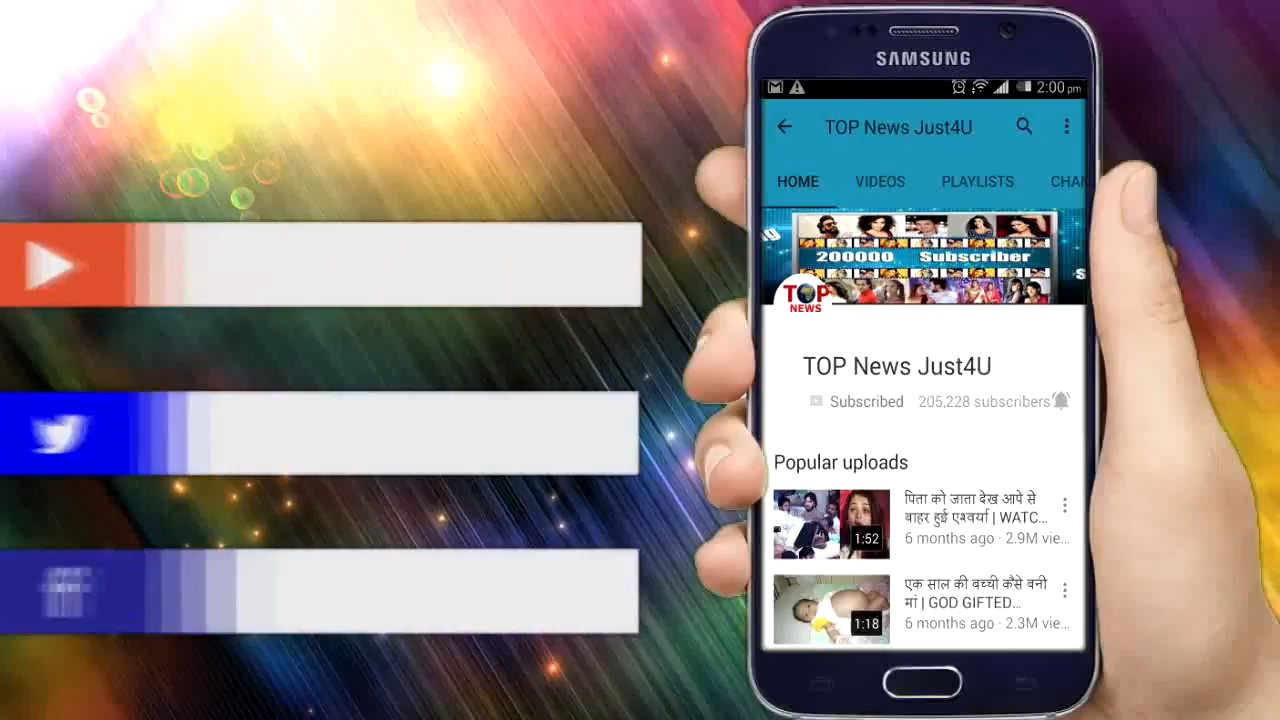 SAMSUNG
2:00 pm
TOP News Just4U
HOME VIDEOS PLAYLISTS CHAN
200000 Subscriber
TOP
NEWS
TOP News Just4U
Subscribed 205,228 subscribers
Popular uploads
पिता को जाता देख आपे से
बाहर हुई एश्वर्या | WATC...
6 months ago · 2.9M vie...
1:52
एक साल की बच्ची कैसे बनी
मां | GOD GIFTED...
6 months ago · 2.3M vie...
1:18